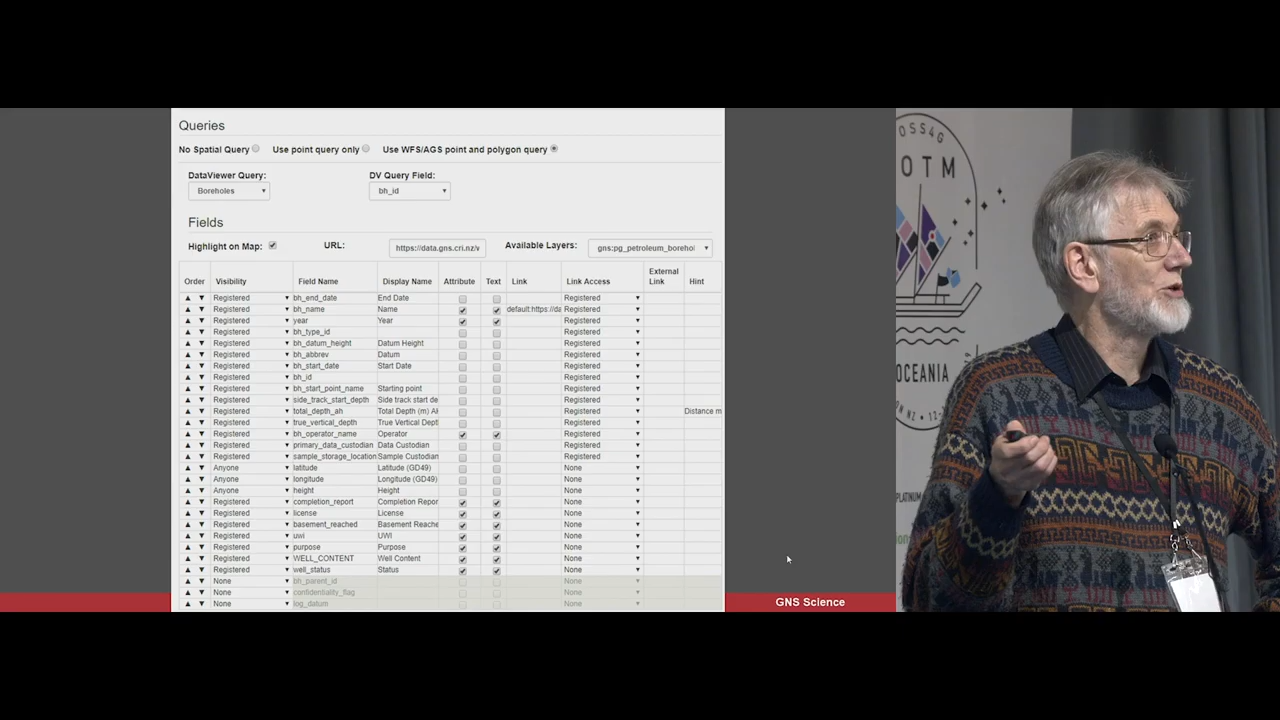 Queries
No Spatial Query Use point query only Use WFS/AGS point and polygon query
DataViewer Query: DV Query Field:
Boreholes bh_id
Fields
Highlight on Map: URL: https://data.gns.cri.nz/v Available Layers: gns:pg_petroleum_borehol
Order Visibility Field Name Display Name Attribute Text Link Link Access External Link Hint
Registered bh_end_date End Date Registered
Registered bh_name Name default:https://da Registered
Registered year Year Registered
Registered bh_type_id Registered
Registered bh_datum_height Datum Height Registered
Registered bh_abbrev Datum Registered
Registered bh_start_date Start Date Registered
Registered bh_id Registered
Registered bh_start_point_name Starting point Registered
Registered side_track_start_depth Side track start de Registered
Registered total_depth_ah Total Depth (m) AH Registered Distance m
Registered true_vertical_depth True Vertical Dept Registered
Registered bh_operator_name Operator Registered
Registered primary_data_custodian Data Custodian Registered
Registered sample_storage_location Sample Custodian Registered
Anyone latitude Latitude (GD49) None
Anyone longitude Longitude (GD49) None
Anyone height Height None
Registered completion_report Completion Repor None
Registered license License None
Registered basement_reached Basement Reache None
Registered uwi UWI None
Registered purpose Purpose None
Registered WELL_CONTENT Well Content None
Registered well_status Status None
None bh_parent_id None
None confidentiality_flag None
None log_datum None
GNS Science
OSS4G
OTM
OCEANIA
ON NZ • 12-
PLATINUM